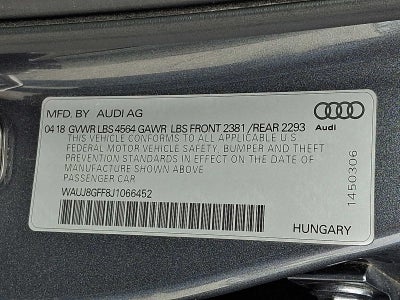 MFD. BY AUDI AG
04 18 GVWR LBS 4564 GAWR LBS FRONT 2381 /REAR 2293
Audi
THIS VEHICLE CONFORMS TO ALL APPLICABLE U.S
FEDERAL MOTOR VEHICLE SAFETY, BUMPER AND THEFT
PREVENTION STANDARDS IN EFFECT ON THE DATE OF
MANUFACTURE SHOWN ABOVE
PASSENGER CAR
WAUJ8GFF8J1066452
HUNGARY
1450306